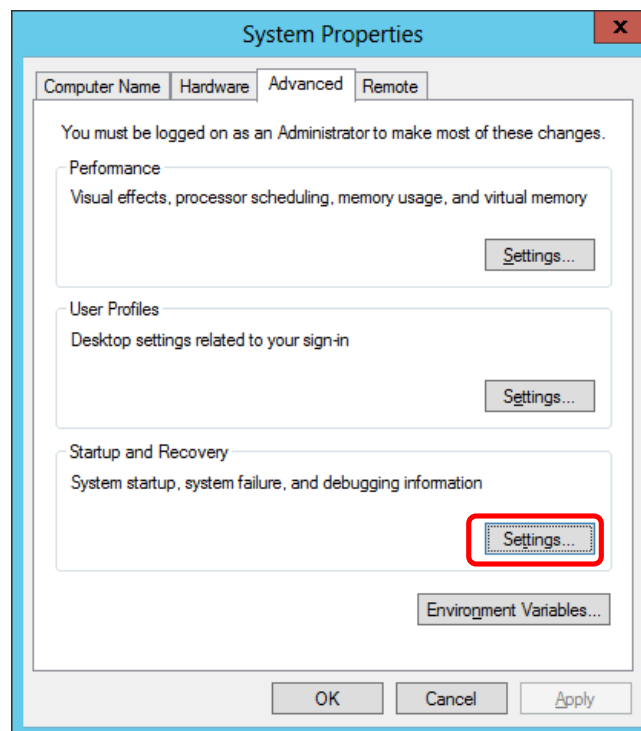 System Properties
x
Computer Name Hardware Advanced Remote
You must be logged on as an Administrator to make most of these changes.
Performance
Visual effects, processor scheduling, memory usage, and virtual memory
Settings...
User Profiles
Desktop settings related to your sign-in
Settings...
Startup and Recovery
System startup, system failure, and debugging information
Settings...
Environment Variables...
OK Cancel Apply